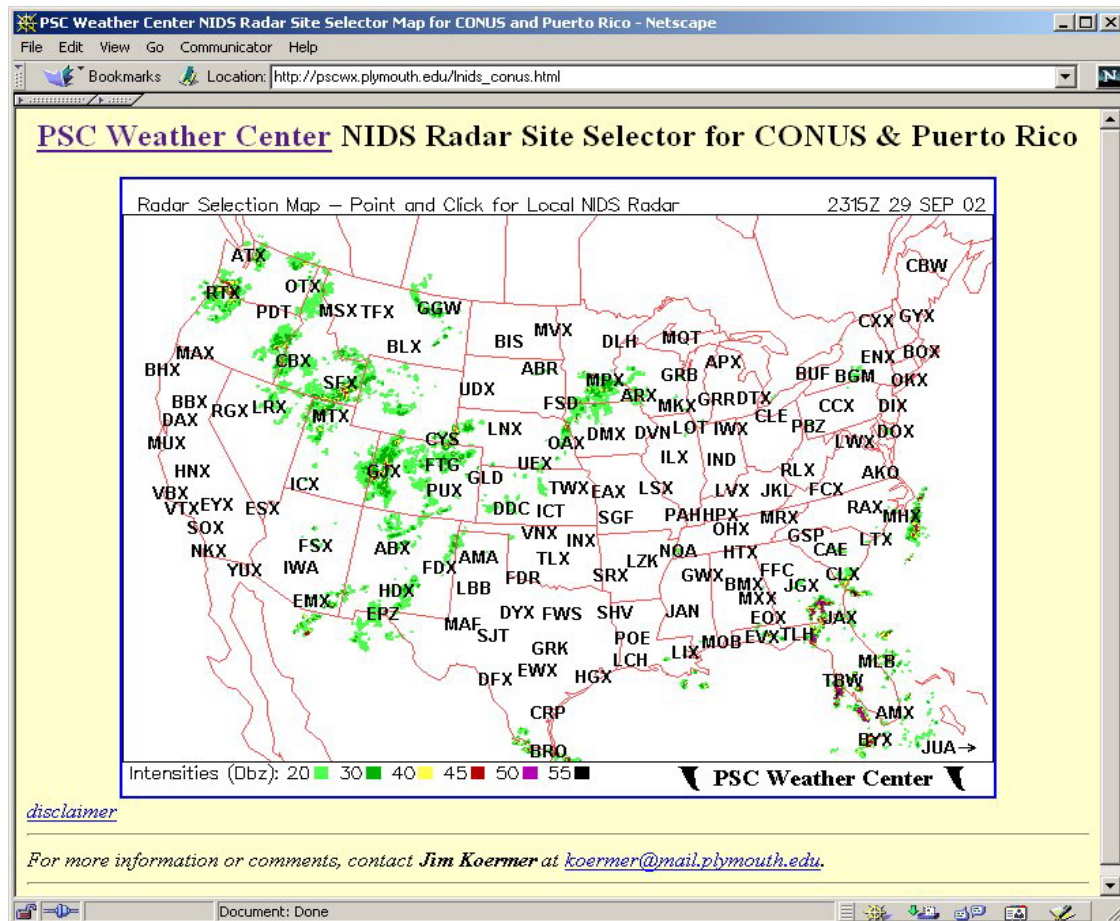 PSC Weather Center NIDS Radar Site Selector Map for CONUS and Puerto Rico - Netscape
File Edit View Go Communicator Help
Bookmarks Location: http://pscwx.plymouth.edu/lnids_conus.html
N
PSC Weather Center NIDS Radar Site Selector for CONUS & Puerto Rico
Radar Selection Map – Point and Click for Local NIDS Radar 2315Z 29 SEP 02
ATX
CBW
RTX OTX
PDT MSX TFX GGW
CXX GYX
MAX CBX BLX BIS MVX DLH MQT
BHX ENX BOX
SFX UDX ABR MPX GRB APX BUF BGM OKX
BBX RGX LRX MTX FSD ARX MKX GRR DTX CCX DIX
DAX CLE
MUX CYS LNX OAX DMX DVN LOT IWX PBZ LWX DOX
HNX GJX FTG GLD UEX ILX IND RLX AKQ
VBX ICX PUX TWX EAX LSX LVX JKL FCX
VTX EYX ESX DDC ICT SGF PAH HPX MRX RAX MHX
SOX OHX
NKX FSX ABX VNX INX GSP LTX
YUX IWA FDX AMA TLX LZK NQA HTX CAE
EMX HDX LBB FDR SRX GWX BMX FFC JGX CLX
EPZ MAF DYX FWS SHV JAN MXX EOX JAX
SJT POE MOB EVX TLH
GRK LCH LIX
DFX EWX HGX MLB
TBW
CRP AMX
BRO BYX JUA→
Intensities (Dbz): 20 30 40 45 50 55 PSC Weather Center
disclaimer
For more information or comments, contact Jim Koermer at koermer@mail.plymouth.edu.
Document: Done